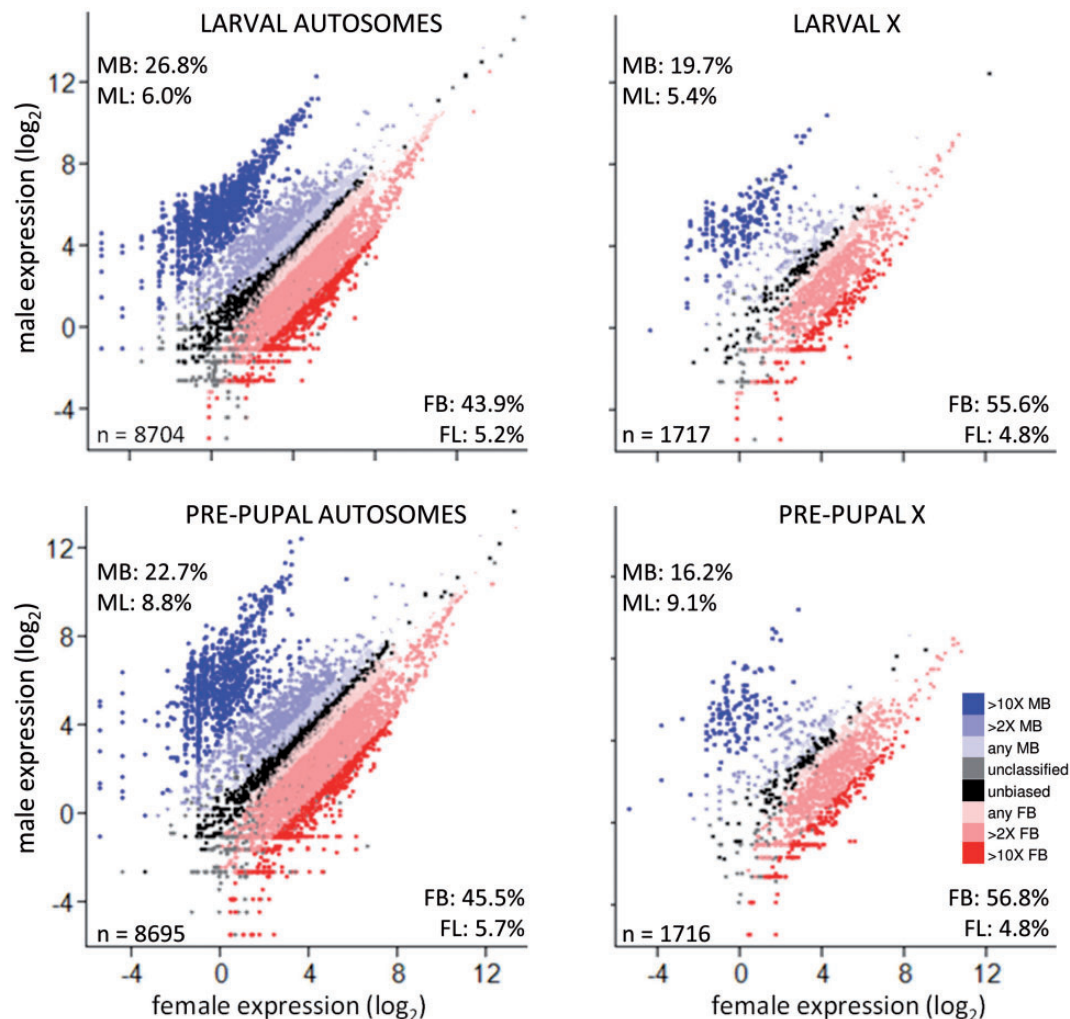 LARVAL AUTOSOMES
MB: 26.8%
ML: 6.0%
12
8
4
0
-4
male expression (log2)
FB: 43.9%
FL: 5.2%
n = 8704
LARVAL X
MB: 19.7%
ML: 5.4%
FB: 55.6%
FL: 4.8%
n = 1717
PRE-PUPAL AUTOSOMES
MB: 22.7%
ML: 8.8%
12
8
4
0
-4
male expression (log2)
FB: 45.5%
FL: 5.7%
n = 8695
-4 0 4 8 12
female expression (log2)
PRE-PUPAL X
MB: 16.2%
ML: 9.1%
>10X MB
>2X MB
any MB
unclassified
unbiased
any FB
>2X FB
>10X FB
FB: 56.8%
FL: 4.8%
n = 1716
-4 0 4 8 12
female expression (log2)